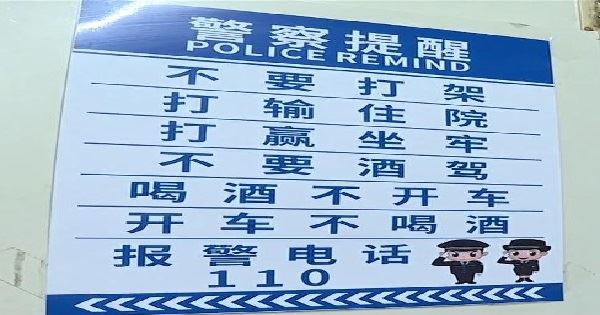 警察提醒
POLICE REMIND
不要打架
打输住院
打赢坐牢
不要酒驾
喝酒不开车
开车不喝酒
报警电话
110